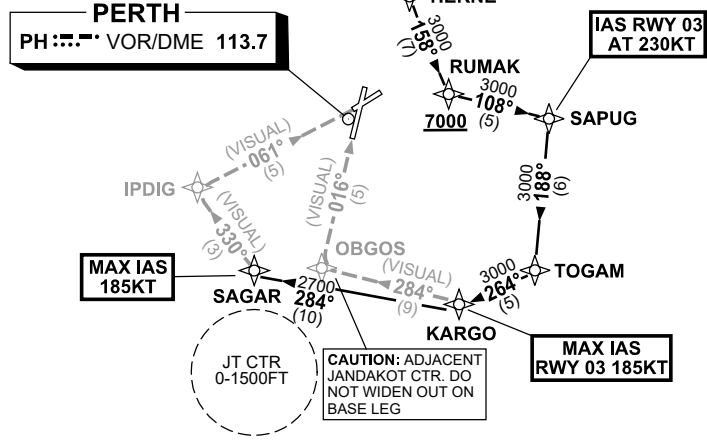 HERNE
PERTH
PH VOR/DME 113.7
3000
158°
(7)
RUMAK
7000
3000
108°
(5)
IAS RWY 03
AT 230KT
SAPUG
3000
188°
(6)
(VISUAL)
061°
(5)
IPDIG
(VISUAL)
016°
(5)
(VISUAL)
330°
(3)
OBGOS
(VISUAL)
284°
(9)
3000
264°
(5)
TOGAM
MAX IAS
185KT
SAGAR
2700
284°
(10)
KARGO
MAX IAS
RWY 03 185KT
JT CTR
0-1500FT
CAUTION: ADJACENT
JANDAKOT CTR. DO
NOT WIDEN OUT ON
BASE LEG